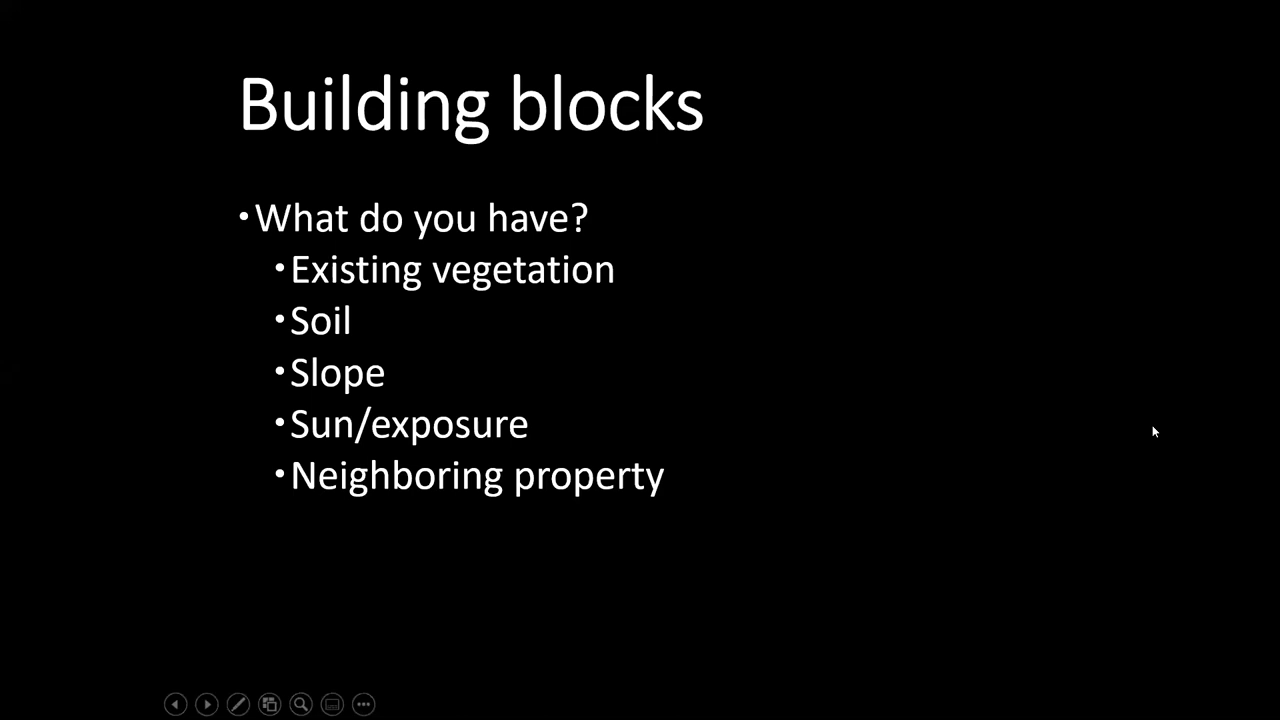 Building blocks
•What do you have?
•Existing vegetation
•Soil
•Slope
•Sun/exposure
•Neighboring property